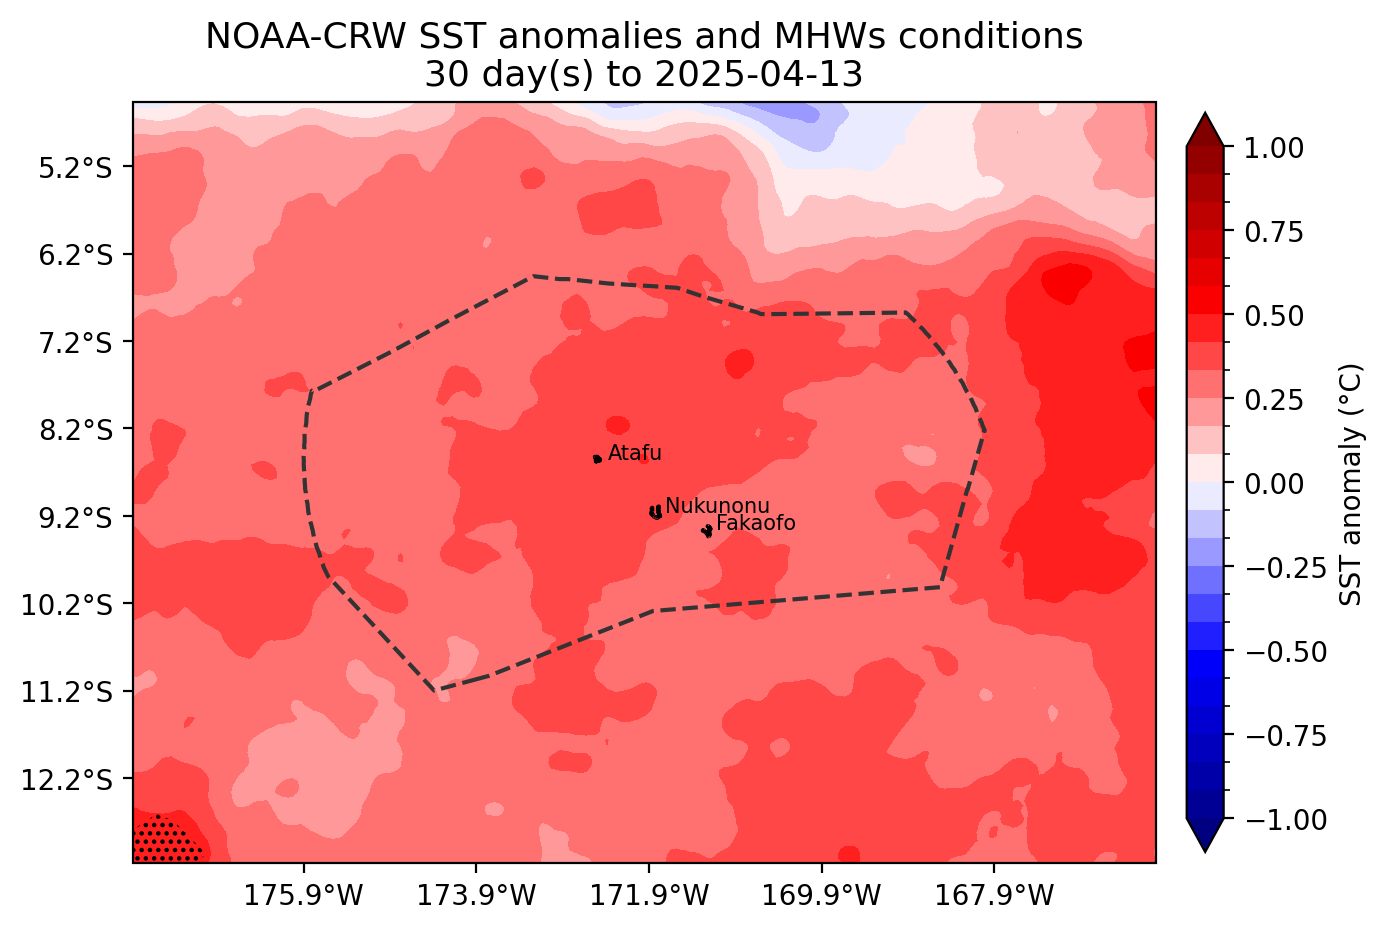 NOAA-CRW SST anomalies and MHWs conditions
30 day(s) to 2025-04-13
5.2°S
6.2°S
7.2°S
8.2°S
9.2°S
10.2°S
11.2°S
12.2°S
Atafu
Nukunonu
Fakaofo
175.9°W
173.9°W
171.9°W
169.9°W
167.9°W
1.00
0.75
0.50
0.25
0.00
−0.25
−0.50
−0.75
−1.00
SST anomaly (°C)